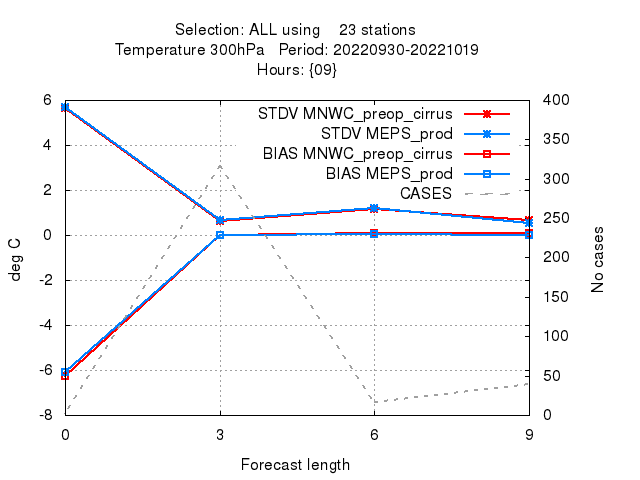 Selection: ALL using 23 stations
Temperature 300hPa Period: 20220930-20221019
Hours: {09}
STDV MNWC_preop_cirrus
STDV MEPS_prod
BIAS MNWC_preop_cirrus
BIAS MEPS_prod
CASES
6
4
2
0
-2
-4
-6
-8
deg C
400
350
300
250
200
150
100
50
0
No cases
0 3 6 9
Forecast length